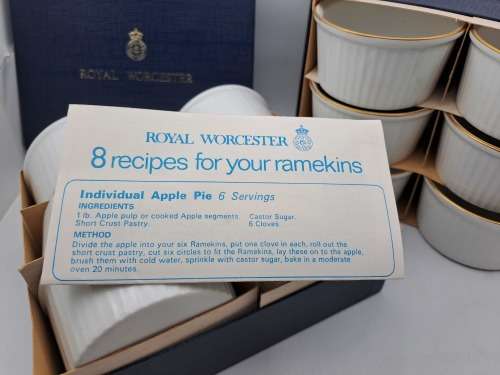 ROYAL WORCESTER
ROYAL WORCESTER
8 recipes for your ramekins
Individual Apple Pie 6 Servings
INGREDIENTS
1 lb. Apple pulp or cooked Apple segments. Castor Sugar.
Short Crust Pastry. 6 Cloves.
METHOD
Divide the apple into your six Ramekins, put one clove in each, roll out the
short crust pastry, cut six circles to fit the Ramekins, lay these on to the apple,
brush them with cold water, sprinkle with castor sugar, bake in a moderate
oven 20 minutes.